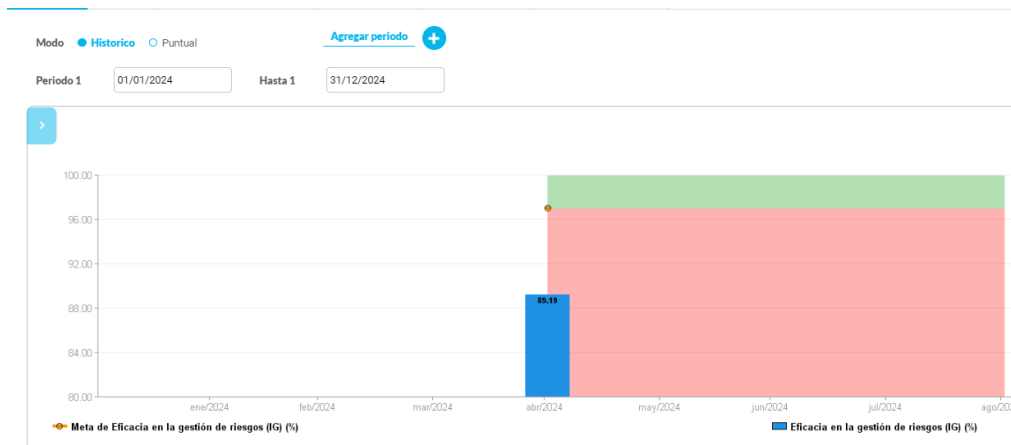 Modo Historico Puntual Agregar periodo
Periodo 1 01/01/2024 Hasta 1 31/12/2024
100.00
96.00
92.00
88.00
84.00
80.00
89.19
ene/2024 feb/2024 mar/2024 abr/2024 may/2024 jun/2024 jul/2024 ago/20
Meta de Eficacia en la gestión de riesgos (IG) (%) Eficacia en la gestión de riesgos (IG) (%)